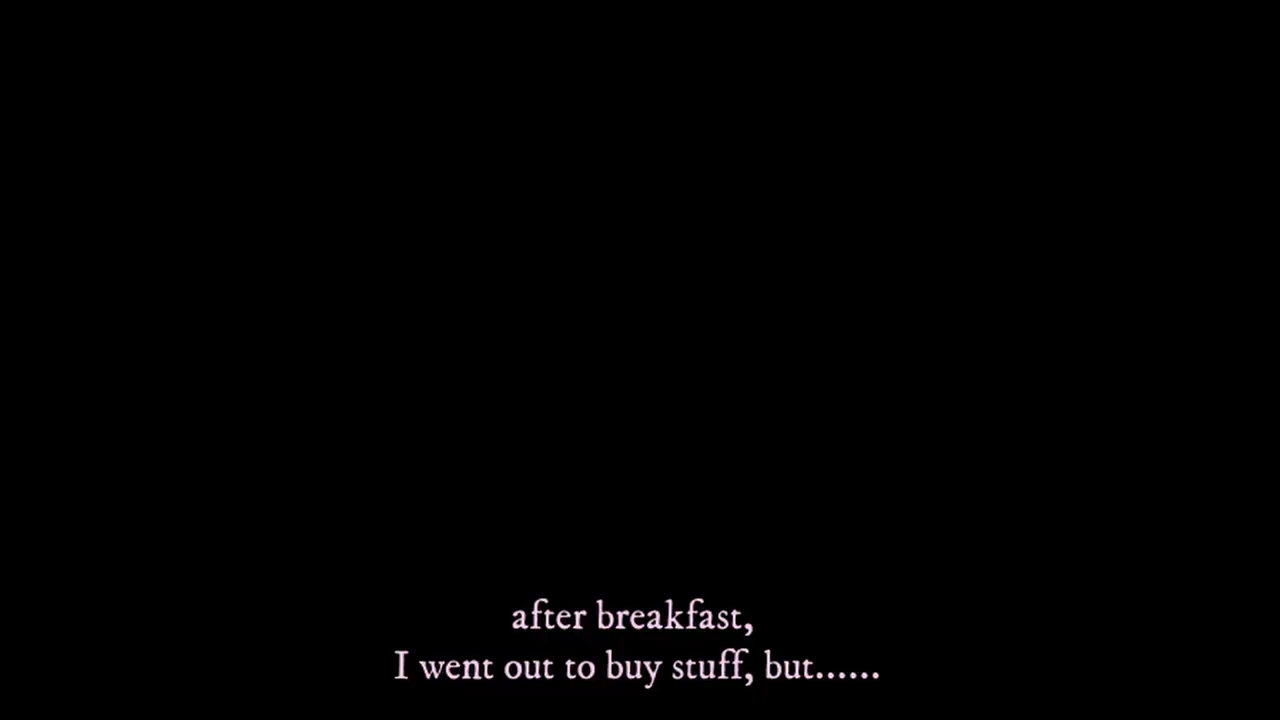 after breakfast,
I went out to buy stuff, but......